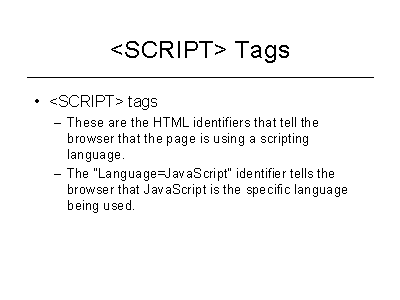 <SCRIPT> Tags
• <SCRIPT> tags
– These are the HTML identifiers that tell the
browser that the page is using a scripting
language.
– The "Language=JavaScript" identifier tells the
browser that JavaScript is the specific language
being used.